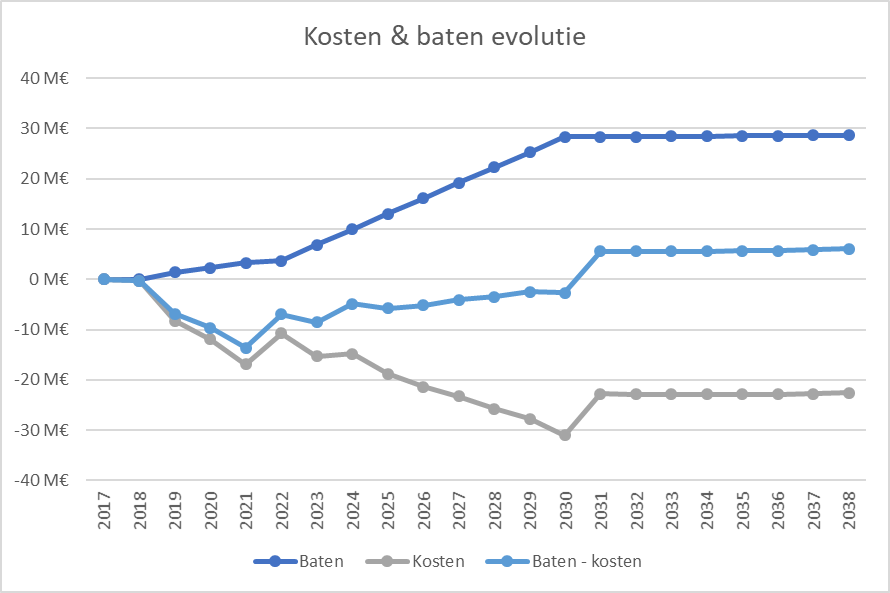 Kosten & baten evolutie
40 M€
30 M€
20 M€
10 M€
0 M€
-10 M€
-20 M€
-30 M€
-40 M€
2017 2018 2019 2020 2021 2022 2023 2024 2025 2026 2027 2028 2029 2030 2031 2032 2033 2034 2035 2036 2037 2038
Baten Kosten Baten - kosten